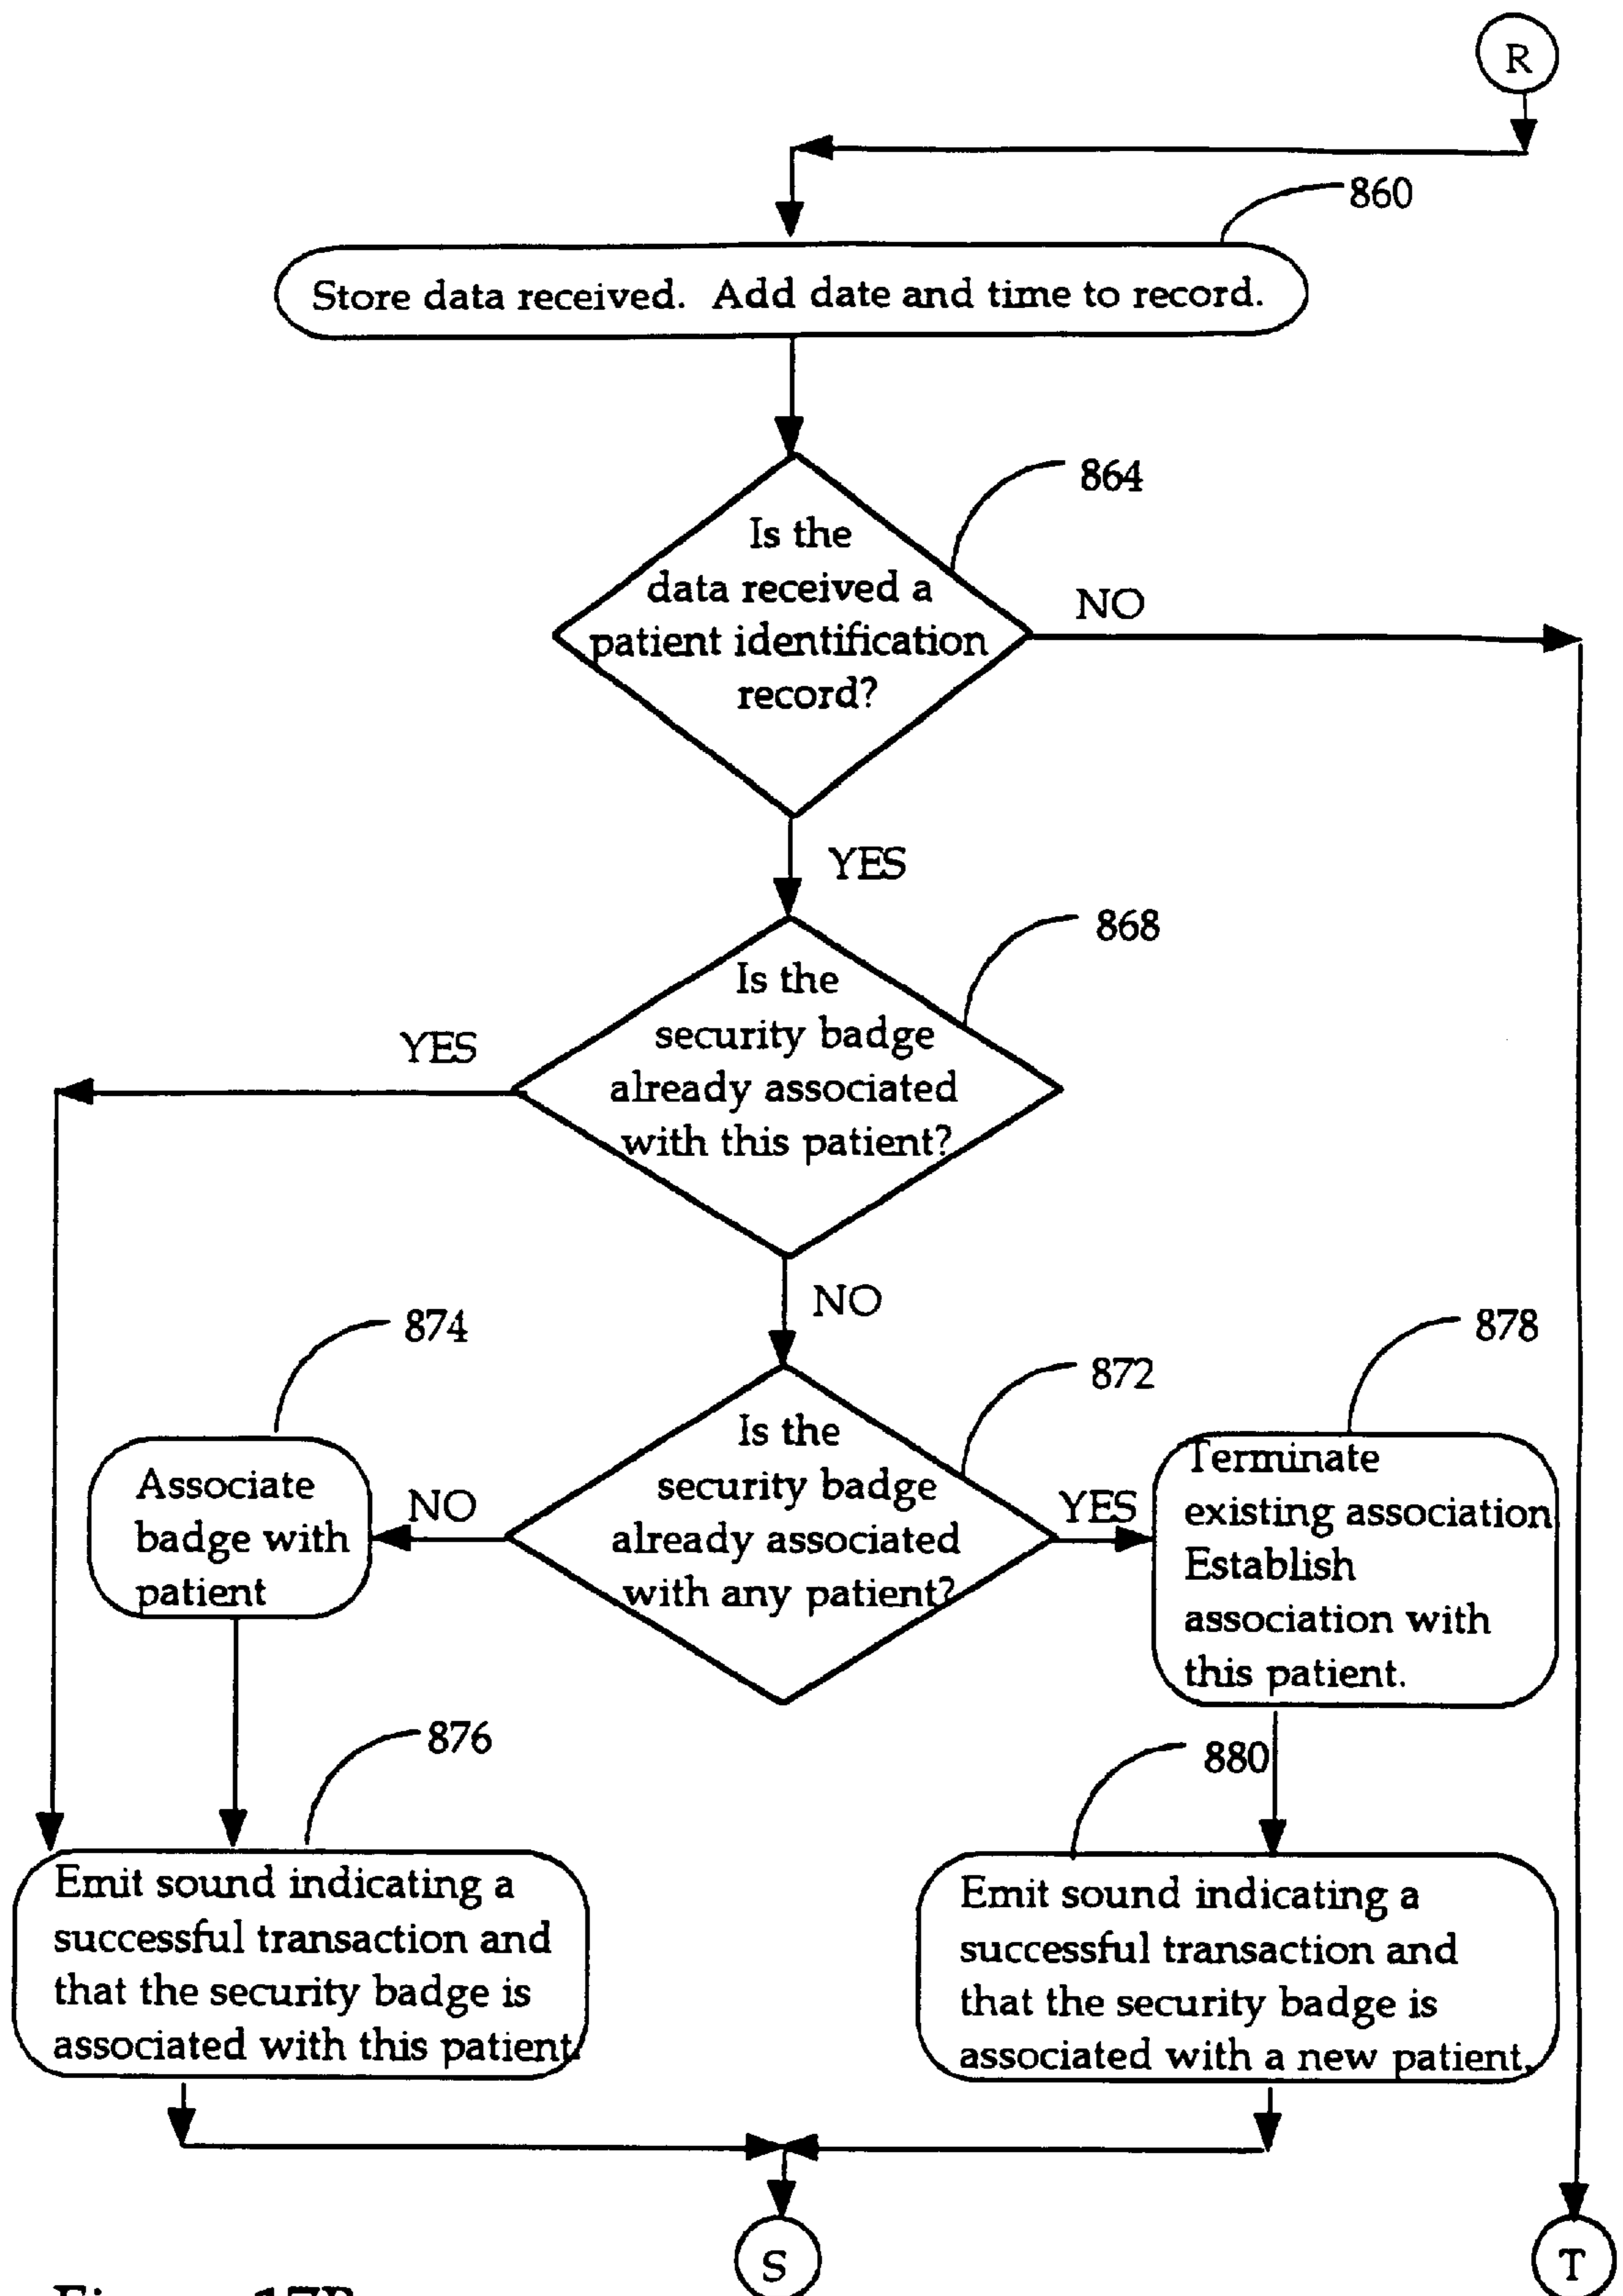 R
860
Store data received. Add date and time to record.
864
Is the
data received a
patient identification
record?
NO
YES
868
Is the
security badge
already associated
with this patient?
YES
NO
874
872
878
Associate
badge with
patient
NO
Is the
security badge
already associated
with any patient?
YES
Terminate
existing association
Establish
association with
this patient.
876
880
Emit sound indicating a
successful transaction and
that the security badge is
associated with this patient.
Emit sound indicating a
successful transaction and
that the security badge is
associated with a new patient.
S
T
Figure 17B